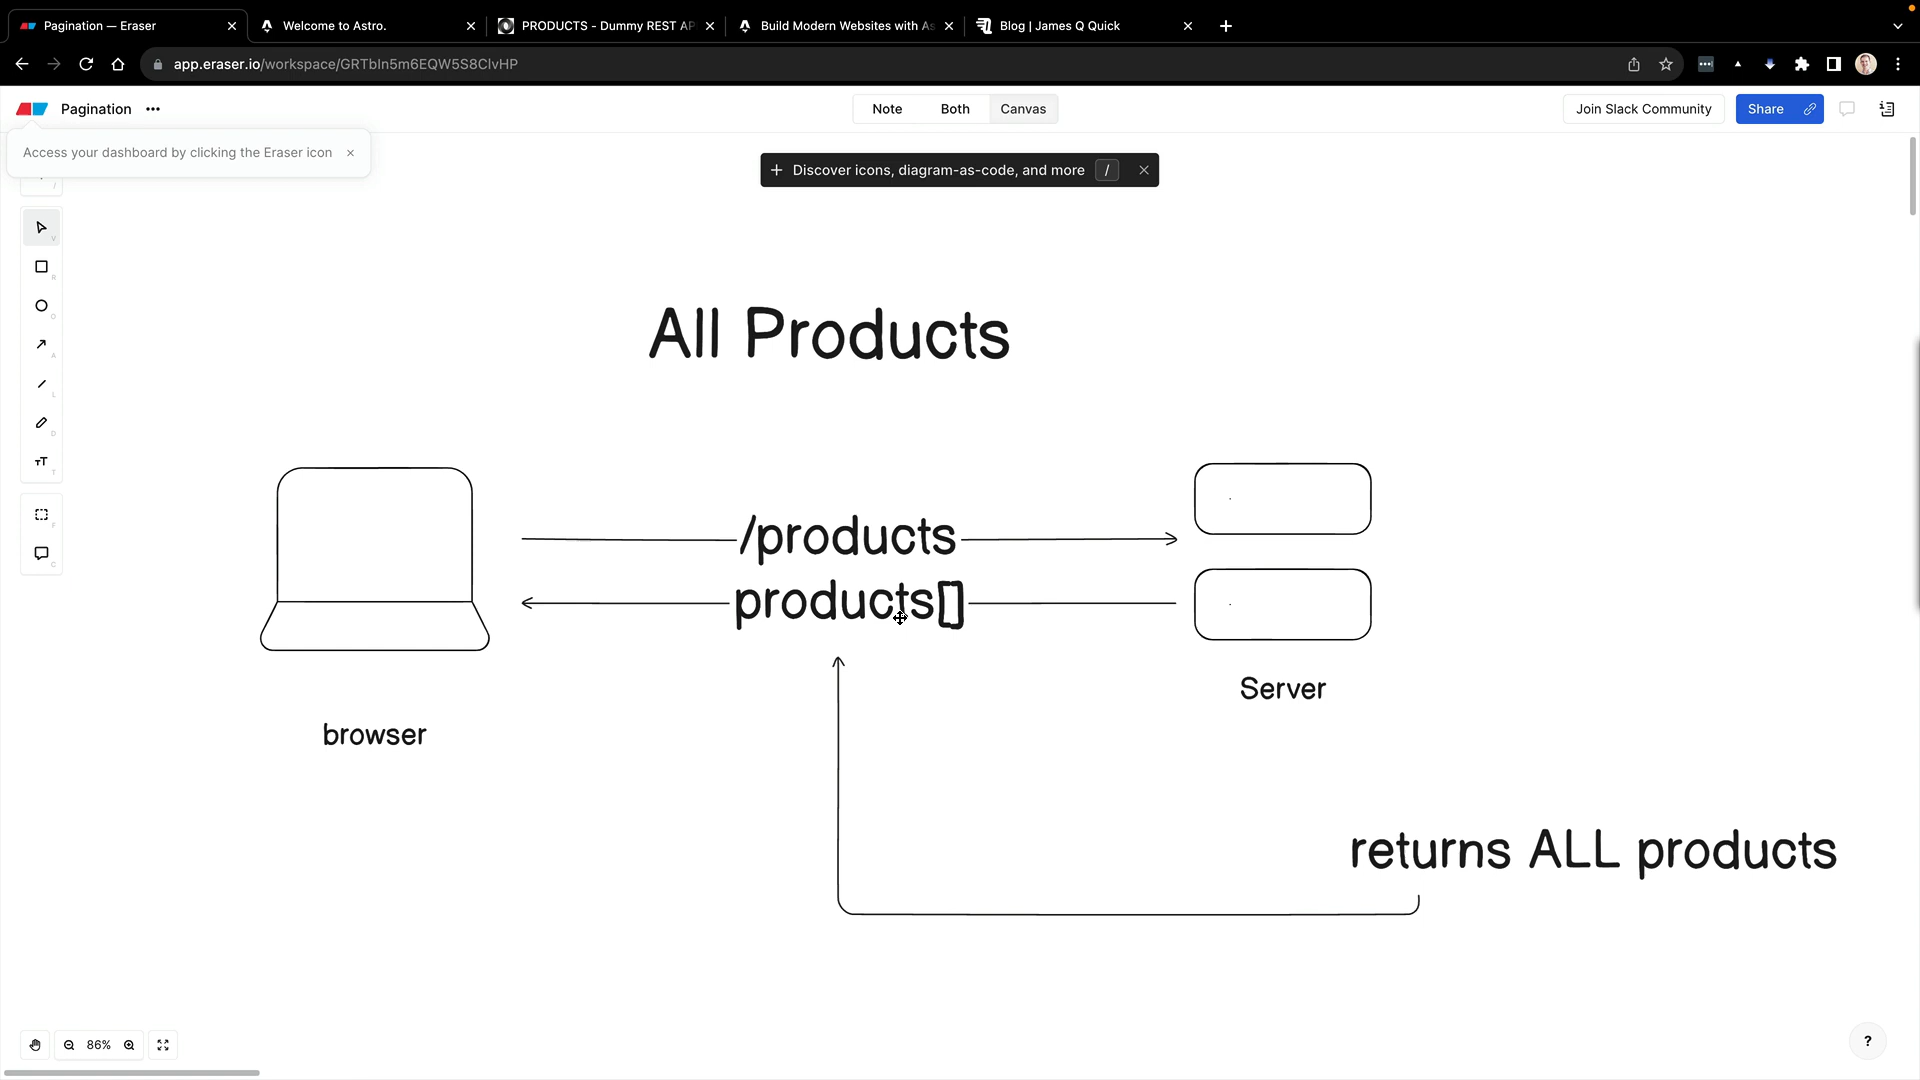 Pagination — Eraser
Welcome to Astro.
PRODUCTS - Dummy REST AP
Build Modern Websites with As
Blog | James Q Quick
app.eraser.io/workspace/GRTbIn5m6EQW5S8ClvHP
Pagination
Note
Both
Canvas
Join Slack Community
Share
Access your dashboard by clicking the Eraser icon
Discover icons, diagram-as-code, and more /
/
V
R
O
A
L
D
T
F
C
All Products
/products
products[]
Server
browser
returns ALL products
86%
?